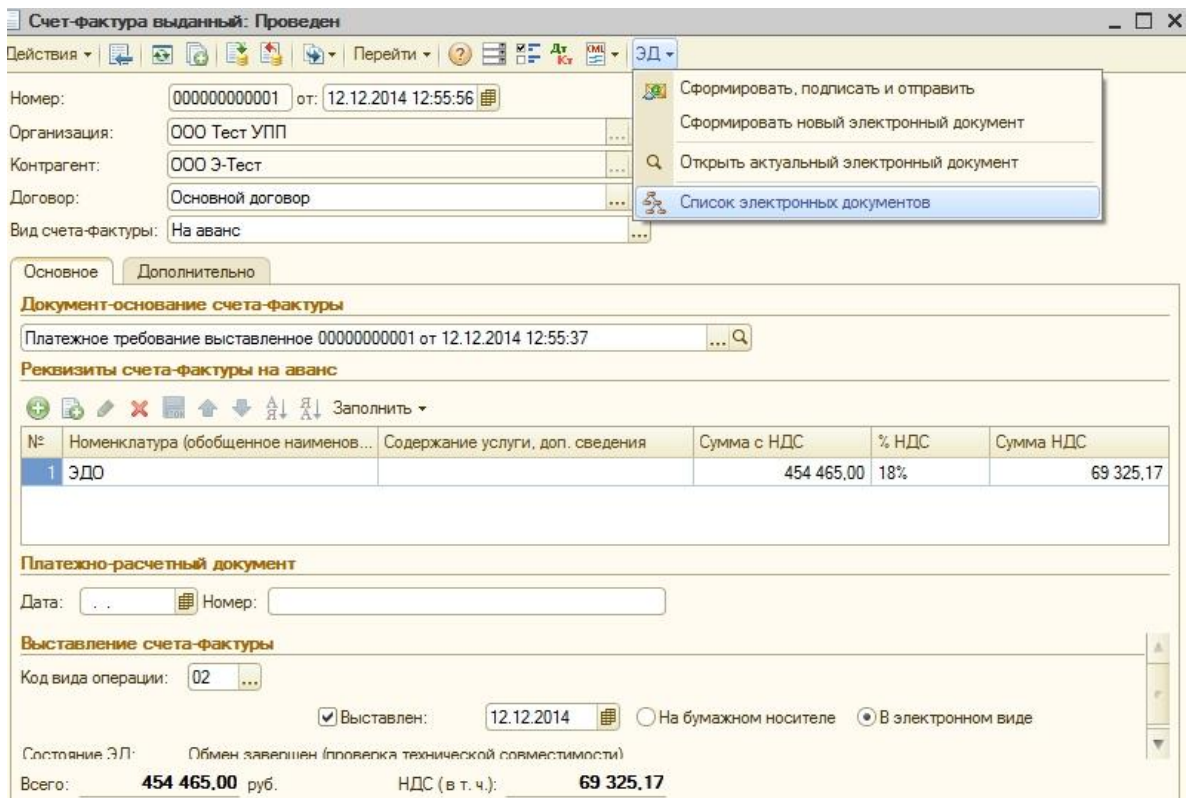 Счет-фактура выданный: Проведен
Действия Перейти ЭД
Сформировать, подписать и отправить
Номер: 000000000001 от: 12.12.2014 12:55:56
Сформировать новый электронный документ
Организация: ООО Тест УПП
Контрагент: ООО Э-Тест
Открыть актуальный электронный документ
Договор: Основной договор
Список электронных документов
Вид счета-фактуры: На аванс
Основное Дополнительно
Документ-основание счета-фактуры
Платежное требование выставленное 00000000001 от 12.12.2014 12:55:37
Реквизиты счета-фактуры на аванс
Заполнить
№ Номенклатура (обобщенное наименов... Содержание услуги, доп. сведения Сумма с НДС % НДС Сумма НДС
1 ЭДО 454 465,00 18% 69 325,17
Платежно-расчетный документ
Дата: . . Номер:
Выставление счета-фактуры
Код вида операции: 02
Выставлен: 12.12.2014 На бумажном носителе В электронном виде
Состояние ЭД: Обмен завершен (проверка технической совместимости)
Всего: 454 465,00 руб. НДС (в т. ч.): 69 325,17